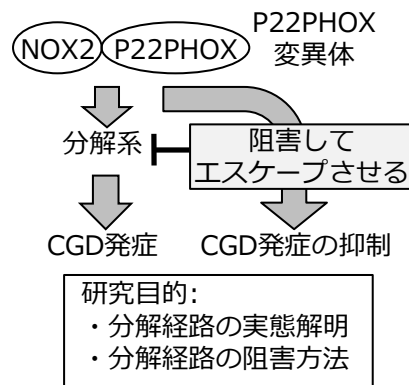 NOX2 P22PHOX
P22PHOX
変異体
分解系
阻害して
エスケープさせる
CGD発症
CGD発症の抑制
研究目的:
・分解経路の実態解明
・分解経路の阻害方法